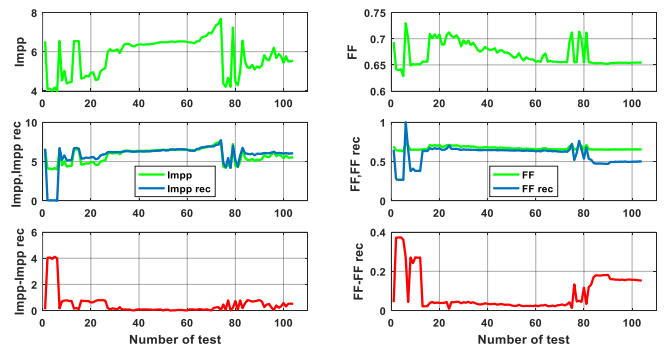 Impp
8
6
4
0 20 40 60 80 100
FF
0.75
0.7
0.65
0.6
0 20 40 60 80 100
Impp,Impp rec
10
5
0
Impp
Impp rec
0 20 40 60 80 100
FF,FF rec
1
0.5
0
FF
FF rec
0 20 40 60 80 100
Impp-Impp rec
6
4
2
0
0 20 40 60 80 100
Number of test
FF-FF rec
0.4
0.2
0
0 20 40 60 80 100
Number of test